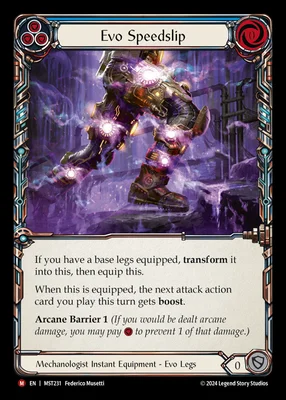 Evo Speedslip
If you have a base legs equipped, transform it
into this, then equip this.
When this is equipped, the next attack action
card you play this turn gets boost.
Arcane Barrier 1 (If you would deal arcane
damage, you may pay to prevent 1 of that damage.)
Mechanologist Instant Equipment - Evo Legs
0
M EN | MST231 Federico Musetti
© 2024 Legend Story Studios